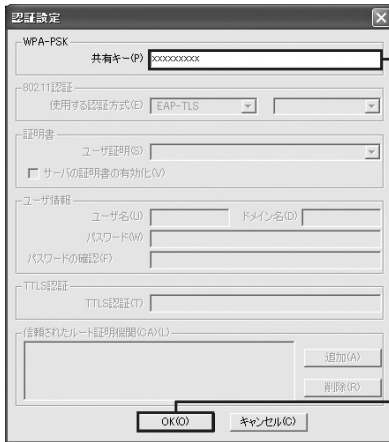 認証設定
WPA-PSK
共有キー(P) xxxxxxxxx
802.11認証
使用する認証方式(E) EAP-TLS
証明書
ユーザ証明(S)
サーバの証明書の有効化(V)
ユーザ情報
ユーザ名(U) ドメイン名(D)
パスワード(W)
パスワードの確認(F)
TTLS認証
TTLS認証(T)
信頼されたルート証明機関(CA)(L)
追加(A)
削除(R)
OK(O) キャンセル(C)